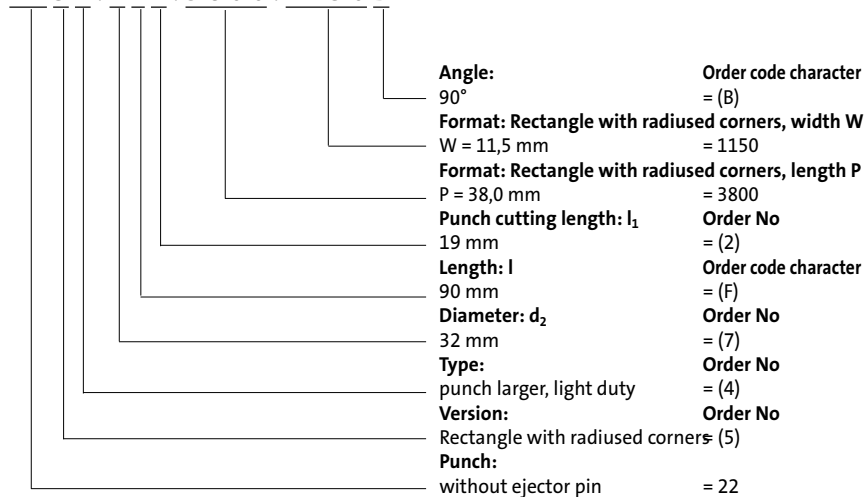 Angle: Order code character
90° = (B)
Format: Rectangle with radiused corners, width W
W = 11,5 mm = 1150
Format: Rectangle with radiused corners, length P
P = 38,0 mm = 3800
Punch cutting length: l₁ Order No
19 mm = (2)
Length: l Order code character
90 mm = (F)
Diameter: d₂ Order No
32 mm = (7)
Type: Order No
punch larger, light duty = (4)
Version: Order No
Rectangle with radiused corners = (5)
Punch:
without ejector pin = 22